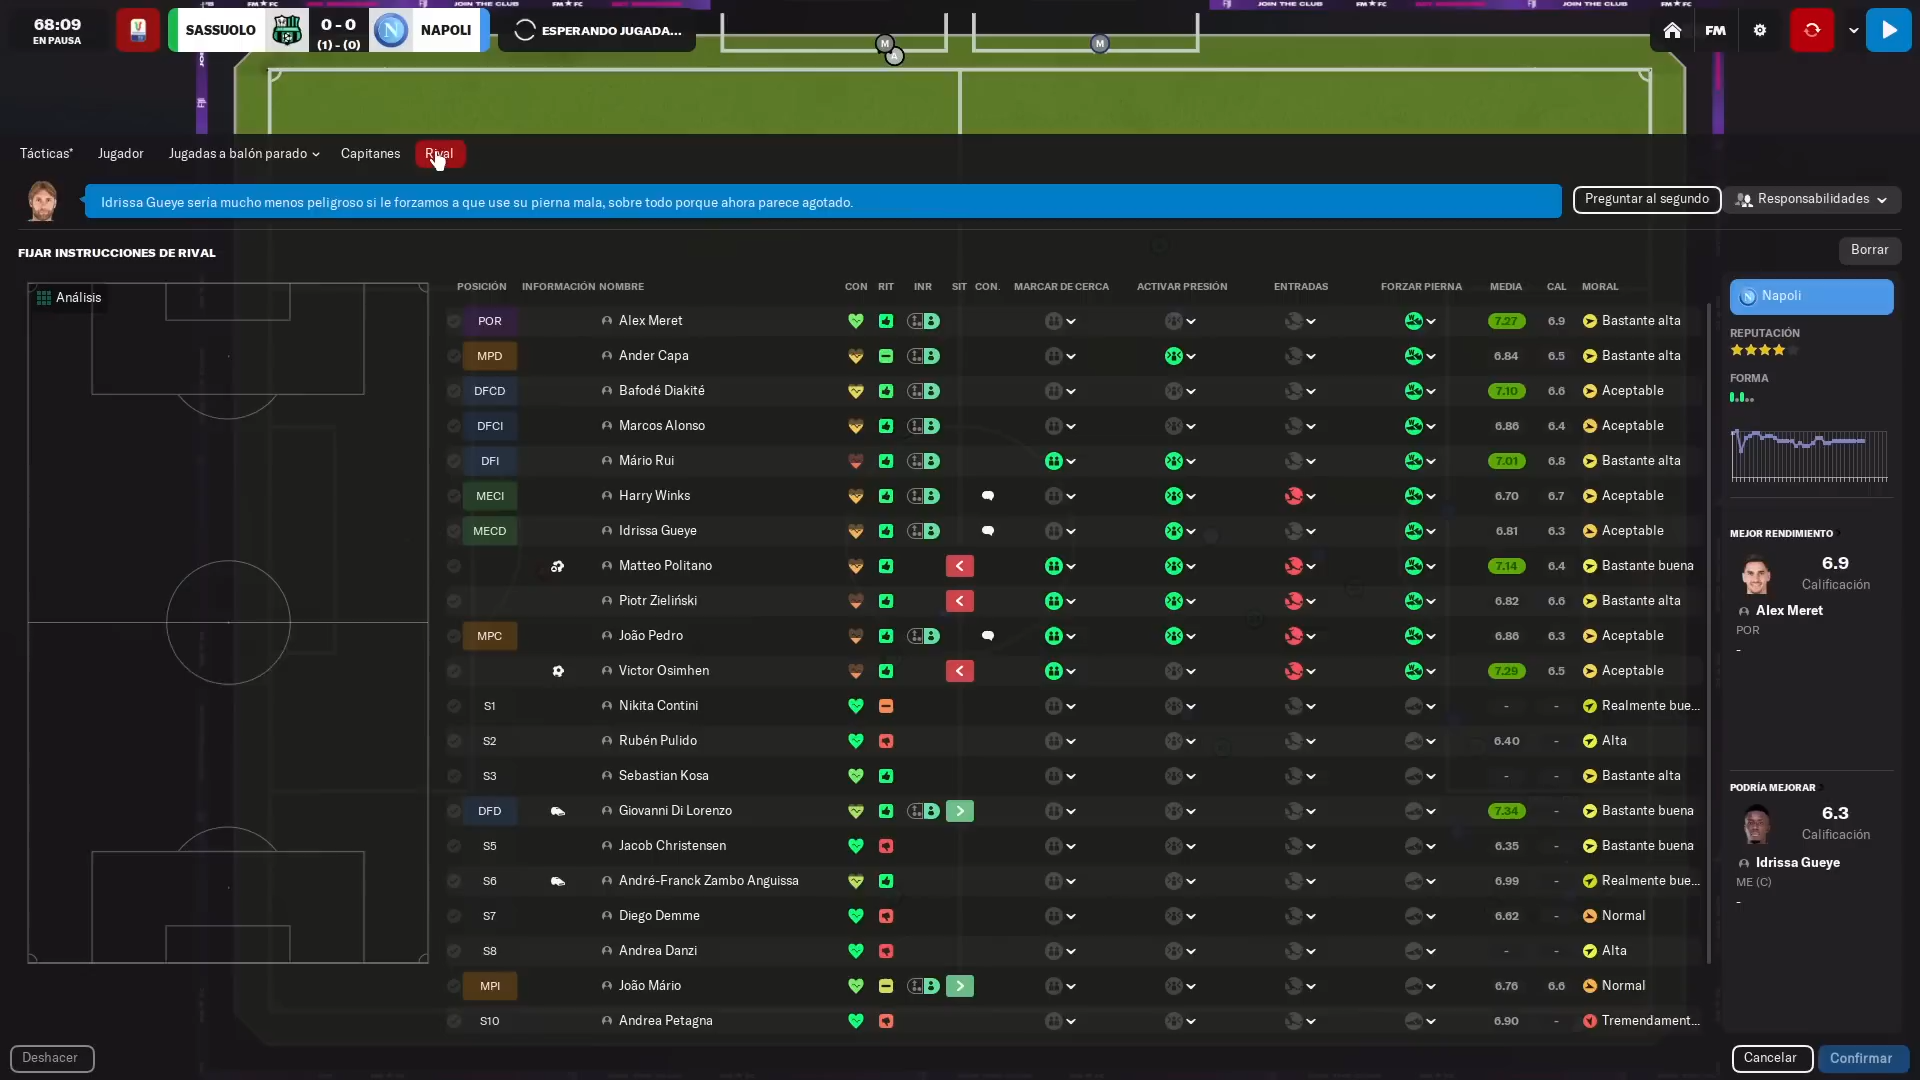 68:09
EN PAUSA
SASSUOLO
0 - 0
(1) - (0)
NAPOLI
ESPERANDO JUGADA...
JOIN THE CLUB
FM
Tácticas*
Jugador
Jugadas a balón parado
Capitanes
Rival
Idrissa Gueye sería mucho menos peligroso si le forzamos a que use su pierna mala, sobre todo porque ahora parece agotado.
Preguntar al segundo
Responsabilidades
FIJAR INSTRUCCIONES DE RIVAL
Borrar
Análisis
POSICIÓN INFORMACIÓN NOMBRE CON RIT INR SIT CON. MARCAR DE CERCA ACTIVAR PRESIÓN ENTRADAS FORZAR PIERNA MEDIA CAL MORAL
POR Alex Meret 7.27 6.9 Bastante alta
MPD Ander Capa 6.84 6.5 Bastante alta
DFCD Bafodé Diakité 7.10 6.6 Aceptable
DFCI Marcos Alonso 6.86 6.4 Aceptable
DFI Mário Rui 7.01 6.8 Bastante alta
MECI Harry Winks 6.70 6.7 Aceptable
MECD Idrissa Gueye 6.81 6.3 Aceptable
Matteo Politano 7.14 6.4 Bastante buena
Piotr Zieliński 6.82 6.6 Bastante alta
MPC João Pedro 6.86 6.3 Aceptable
Victor Osimhen 7.29 6.5 Aceptable
S1 Nikita Contini - - Realmente bue...
S2 Rubén Pulido 6.40 - Alta
S3 Sebastian Kosa - - Bastante alta
DFD Giovanni Di Lorenzo 7.34 - Bastante buena
S5 Jacob Christensen 6.35 - Bastante buena
S6 André-Franck Zambo Anguissa 6.99 - Realmente bue...
S7 Diego Demme 6.62 - Normal
S8 Andrea Danzi - - Alta
MPI João Mário 6.76 6.6 Normal
S10 Andrea Petagna 6.90 - Tremendament...
Napoli
REPUTACIÓN
FORMA
MEJOR RENDIMIENTO
6.9
Calificación
Alex Meret
POR
-
PODRÍA MEJORAR
6.3
Calificación
Idrissa Gueye
ME (C)
-
Deshacer
Cancelar
Confirmar